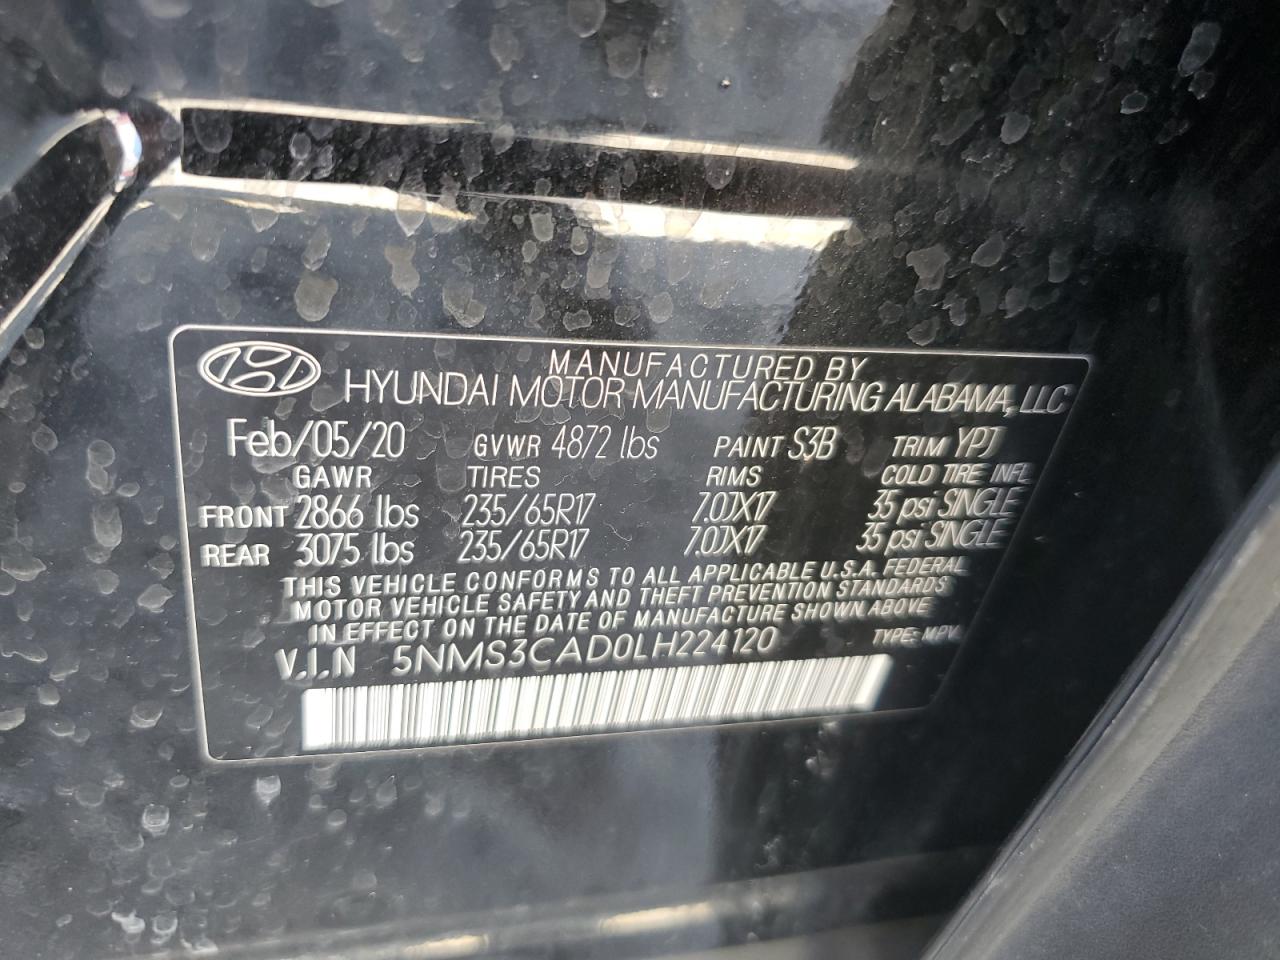 MANUFACTURED BY
HYUNDAI MOTOR MANUFACTURING ALABAMA, LLC
Feb/05/20 GVWR 4872 lbs PAINT S3B TRIM YPJ
GAWR TIRES RIMS COLD TIRE INFL
FRONT 2866 lbs 235/65R17 7.0JX17 35 psi SINGLE
REAR 3075 lbs 235/65R17 7.0JX17 35 psi SINGLE
THIS VEHICLE CONFORMS TO ALL APPLICABLE U.S.A. FEDERAL
MOTOR VEHICLE SAFETY AND THEFT PREVENTION STANDARDS
IN EFFECT ON THE DATE OF MANUFACTURE SHOWN ABOVE
V.I.N 5NMS3CAD0LH224120 TYPE: MPV